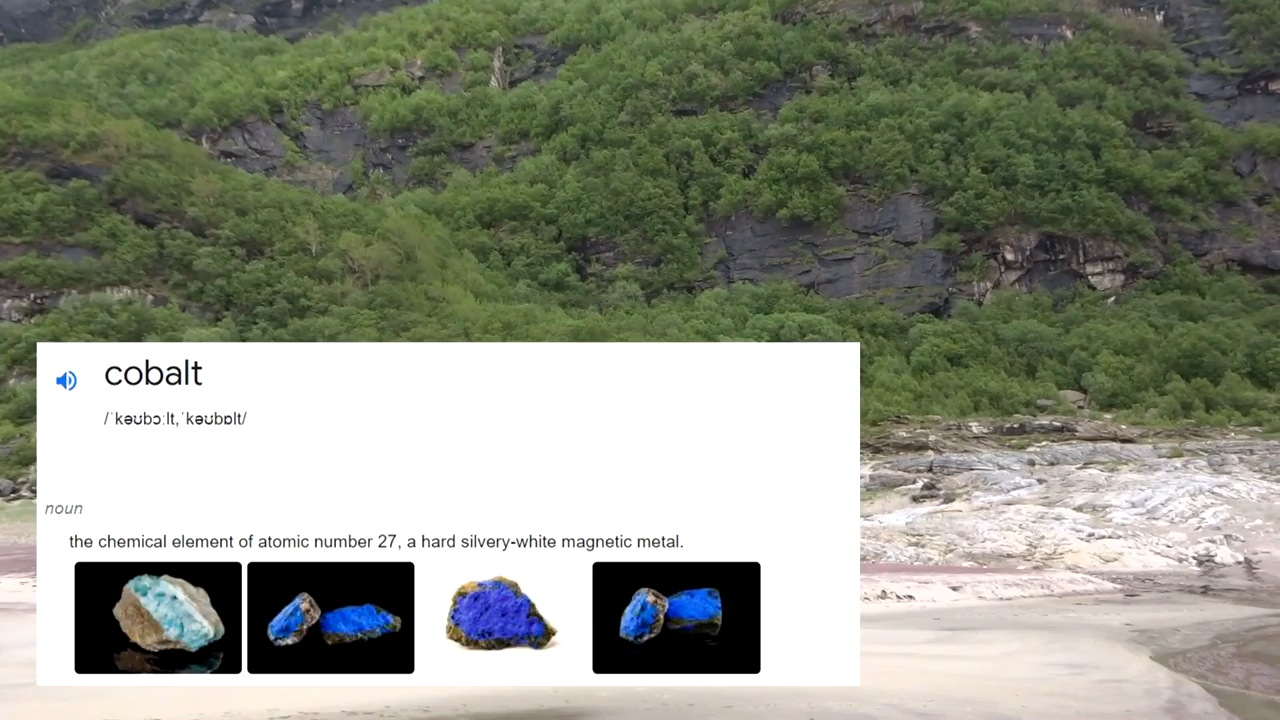 cobalt
/ˈkəʊbɔːlt,ˈkəʊbɒlt/
noun
the chemical element of atomic number 27, a hard silvery-white magnetic metal.